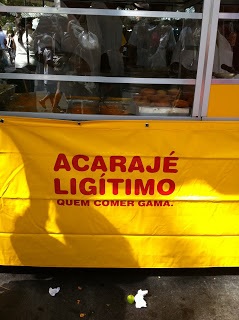 ACARAJÉ
LIGÍTIMO
QUEM COMER GAMA.